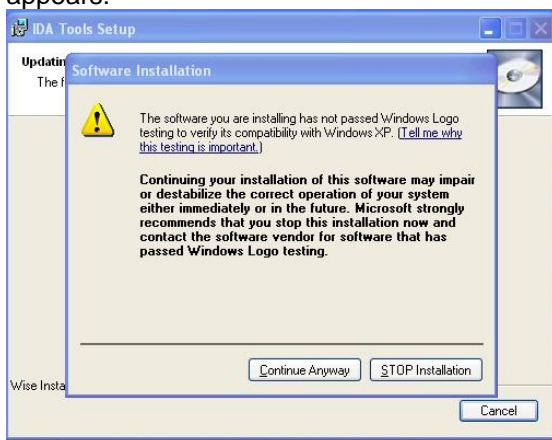 appears.
IDA Tools Setup
Updatin
The f
Software Installation
The software you are installing has not passed Windows Logo
testing to verify its compatibility with Windows XP. (Tell me why
this testing is important.)
Continuing your installation of this software may impair
or destabilize the correct operation of your system
either immediately or in the future. Microsoft strongly
recommends that you stop this installation now and
contact the software vendor for software that has
passed Windows Logo testing.
Continue Anyway
STOP Installation
Wise Insta
Cancel